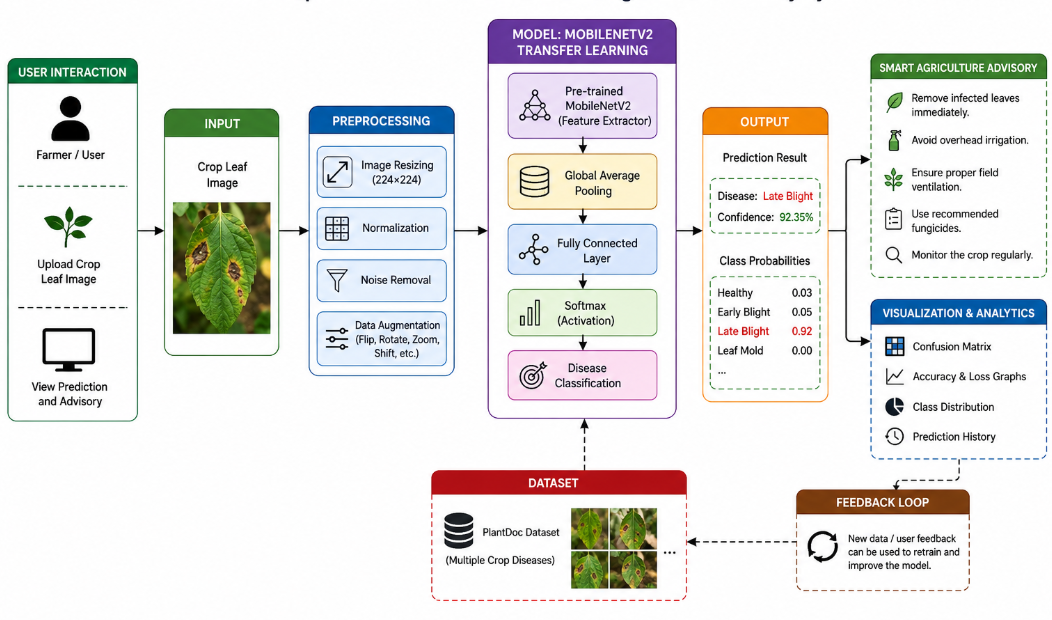 USER INTERACTION
Farmer / User
Upload Crop
Leaf Image
View Prediction
and Advisory
INPUT
Crop Leaf
Image
PREPROCESSING
Image Resizing
(224×224)
Normalization
Noise Removal
Data Augmentation
(Flip, Rotate, Zoom,
Shift, etc.)
MODEL: MOBILENETV2
TRANSFER LEARNING
Pre-trained
MobileNetV2
(Feature Extractor)
Global Average
Pooling
Fully Connected
Layer
Softmax
(Activation)
Disease
Classification
OUTPUT
Prediction Result
Disease: Late Blight
Confidence: 92.35%
Class Probabilities
Healthy 0.03
Early Blight 0.05
Late Blight 0.92
Leaf Mold 0.00
...
SMART AGRICULTURE ADVISORY
Remove infected leaves
immediately.
Avoid overhead irrigation.
Ensure proper field
ventilation.
Use recommended
fungicides.
Monitor the crop regularly.
VISUALIZATION & ANALYTICS
Confusion Matrix
Accuracy & Loss Graphs
Class Distribution
Prediction History
DATASET
PlantDoc Dataset
(Multiple Crop Diseases)
...
FEEDBACK LOOP
New data / user feedback
can be used to retrain and
improve the model.